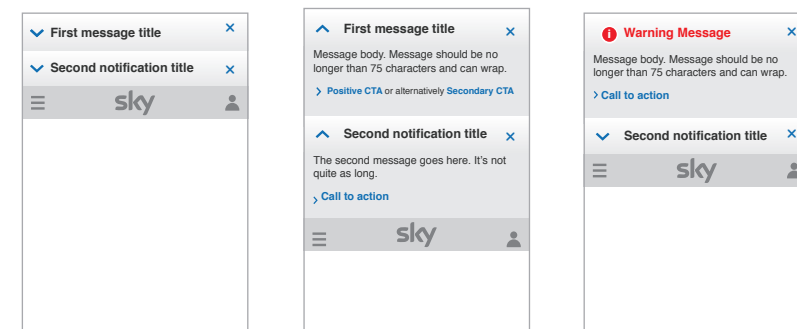 First message title
Second notification title
sky
First message title
Message body. Message should be no
longer than 75 characters and can wrap.
Positive CTA or alternatively Secondary CTA
Second notification title
The second message goes here. It's not
quite as long.
Call to action
sky
Warning Message
Message body. Message should be no
longer than 75 characters and can wrap.
Call to action
Second notification title
sky